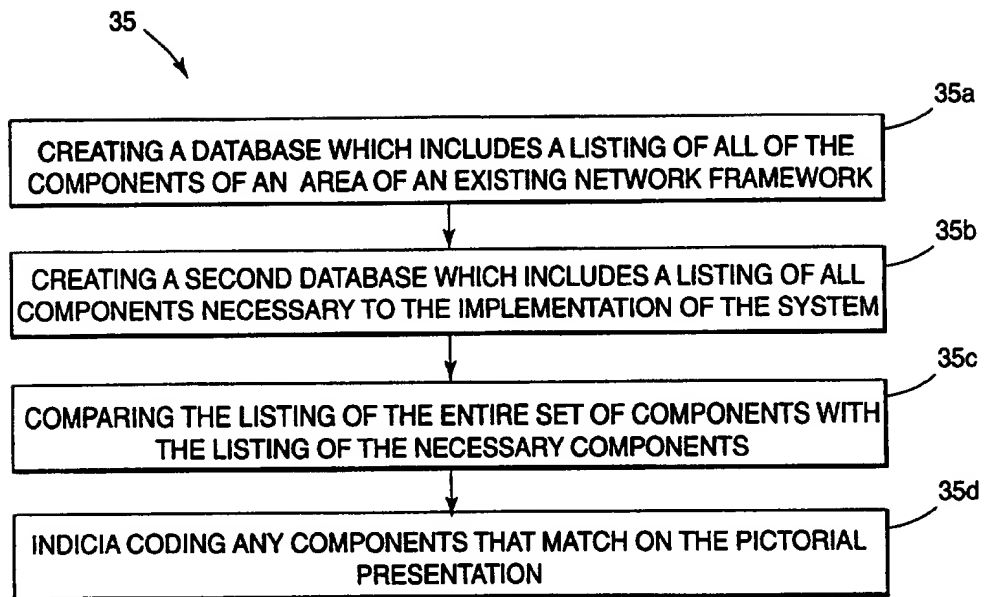 35
35a
CREATING A DATABASE WHICH INCLUDES A LISTING OF ALL OF THE
COMPONENTS OF AN AREA OF AN EXISTING NETWORK FRAMEWORK
35b
CREATING A SECOND DATABASE WHICH INCLUDES A LISTING OF ALL
COMPONENTS NECESSARY TO THE IMPLEMENTATION OF THE SYSTEM
35c
COMPARING THE LISTING OF THE ENTIRE SET OF COMPONENTS WITH
THE LISTING OF THE NECESSARY COMPONENTS
35d
INDICIA CODING ANY COMPONENTS THAT MATCH ON THE PICTORIAL
PRESENTATION